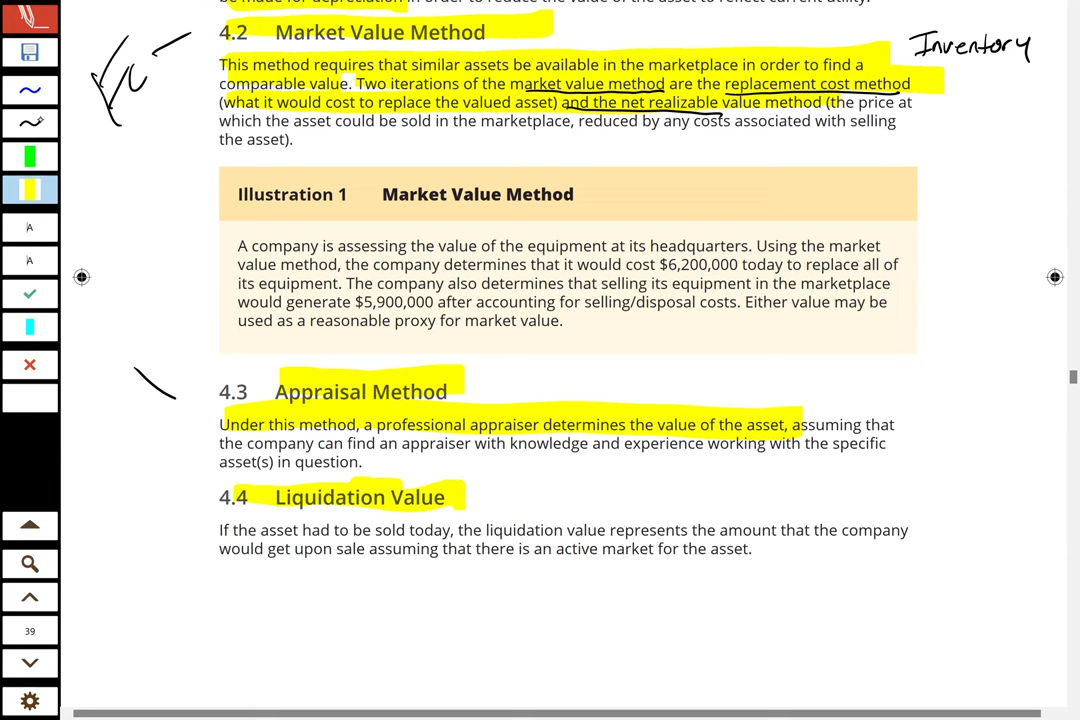 be made for depreciation in order to reduce the value of the asset to reflect current utility.
4.2 Market Value Method
Inventory
This method requires that similar assets be available in the marketplace in order to find a
comparable value. Two iterations of the market value method are the replacement cost method
(what it would cost to replace the valued asset) and the net realizable value method (the price at
which the asset could be sold in the marketplace, reduced by any costs associated with selling
the asset).
Illustration 1 Market Value Method
A company is assessing the value of the equipment at its headquarters. Using the market
value method, the company determines that it would cost $6,200,000 today to replace all of
its equipment. The company also determines that selling its equipment in the marketplace
would generate $5,900,000 after accounting for selling/disposal costs. Either value may be
used as a reasonable proxy for market value.
4.3 Appraisal Method
Under this method, a professional appraiser determines the value of the asset, assuming that
the company can find an appraiser with knowledge and experience working with the specific
asset(s) in question.
4.4 Liquidation Value
If the asset had to be sold today, the liquidation value represents the amount that the company
would get upon sale assuming that there is an active market for the asset.
A
A
39